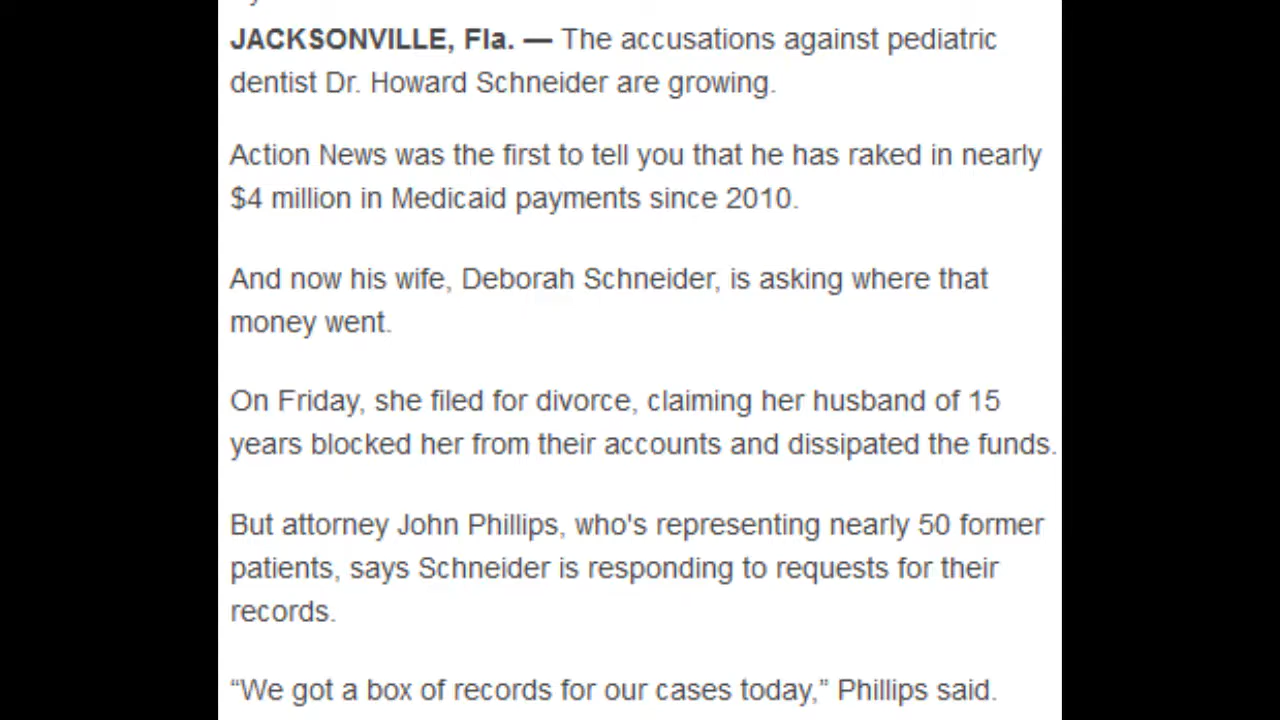 JACKSONVILLE, Fla. — The accusations against pediatric
dentist Dr. Howard Schneider are growing.
Action News was the first to tell you that he has raked in nearly
$4 million in Medicaid payments since 2010.
And now his wife, Deborah Schneider, is asking where that
money went.
On Friday, she filed for divorce, claiming her husband of 15
years blocked her from their accounts and dissipated the funds.
But attorney John Phillips, who's representing nearly 50 former
patients, says Schneider is responding to requests for their
records.
“We got a box of records for our cases today,” Phillips said.